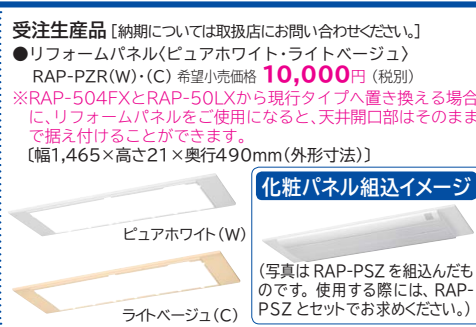 受注生産品[納期については取扱店にお問い合わせください。]
●リフォームパネル〈ピュアホワイト・ライトベージュ〉
RAP-PZR(W)・(C) 希望小売価格 10,000円(税別)
※RAP-504FXとRAP-50LXから現行タイプへ置き換える場合
に、リフォームパネルをご使用になると、天井開口部はそのまま
で据え付けることができます。
〔幅1,465×高さ21×奥行490mm(外形寸法)〕
ピュアホワイト(W)
ライトベージュ(C)
化粧パネル組込イメージ
(写真は RAP-PSZ を組込んだも
のです。使用する際には、RAP-
PSZ とセットでお求めください。)